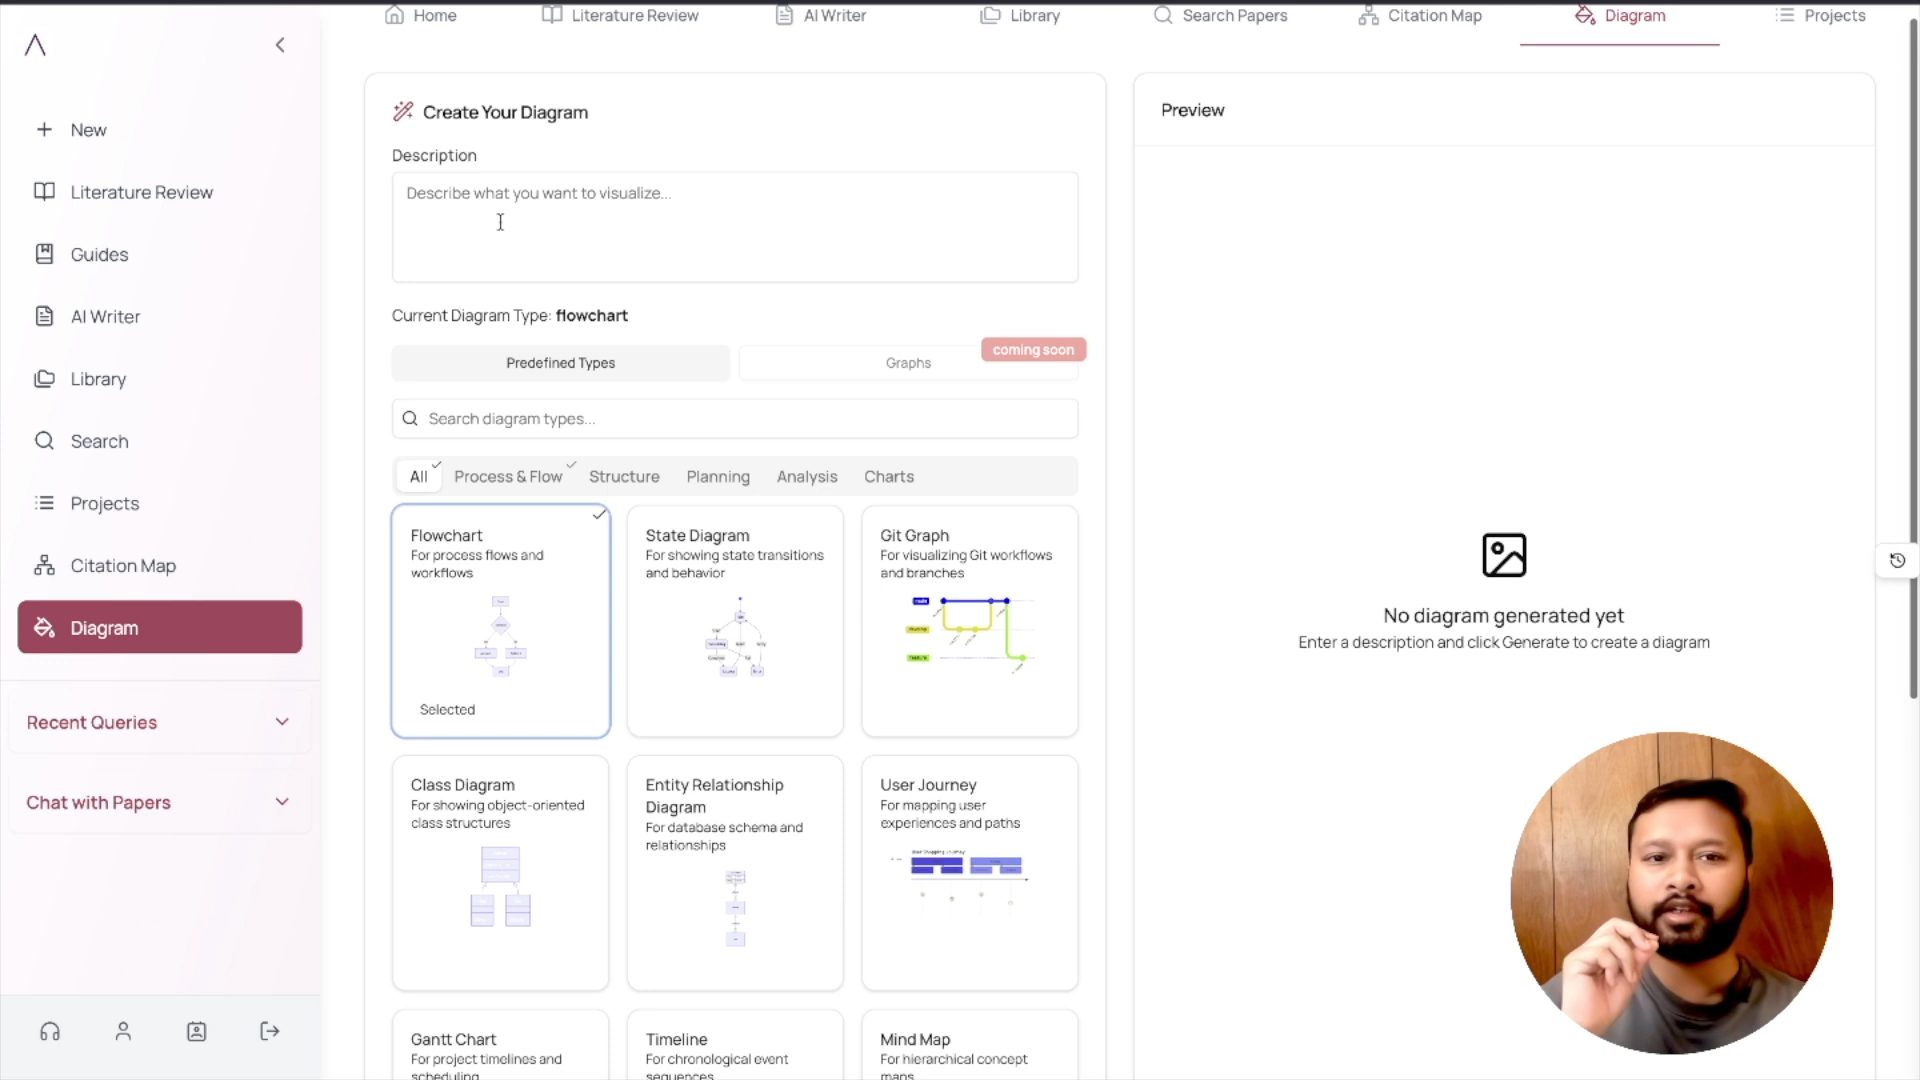 Home
Literature Review
AI Writer
Library
Search Papers
Citation Map
Diagram
Projects
New
Literature Review
Guides
AI Writer
Library
Search
Projects
Citation Map
Diagram
Recent Queries
Chat with Papers
Create Your Diagram
Description
Describe what you want to visualize...
Current Diagram Type: flowchart
Predefined Types
Graphs
coming soon
Search diagram types...
All
Process & Flow
Structure
Planning
Analysis
Charts
Flowchart
For process flows and
workflows
Selected
State Diagram
For showing state transitions
and behavior
Git Graph
For visualizing Git workflows
and branches
Class Diagram
For showing object-oriented
class structures
Entity Relationship
Diagram
For database schema and
relationships
User Journey
For mapping user
experiences and paths
Gantt Chart
For project timelines and
scheduling
Timeline
For chronological event
sequences
Mind Map
For hierarchical concept
maps
Preview
No diagram generated yet
Enter a description and click Generate to create a diagram